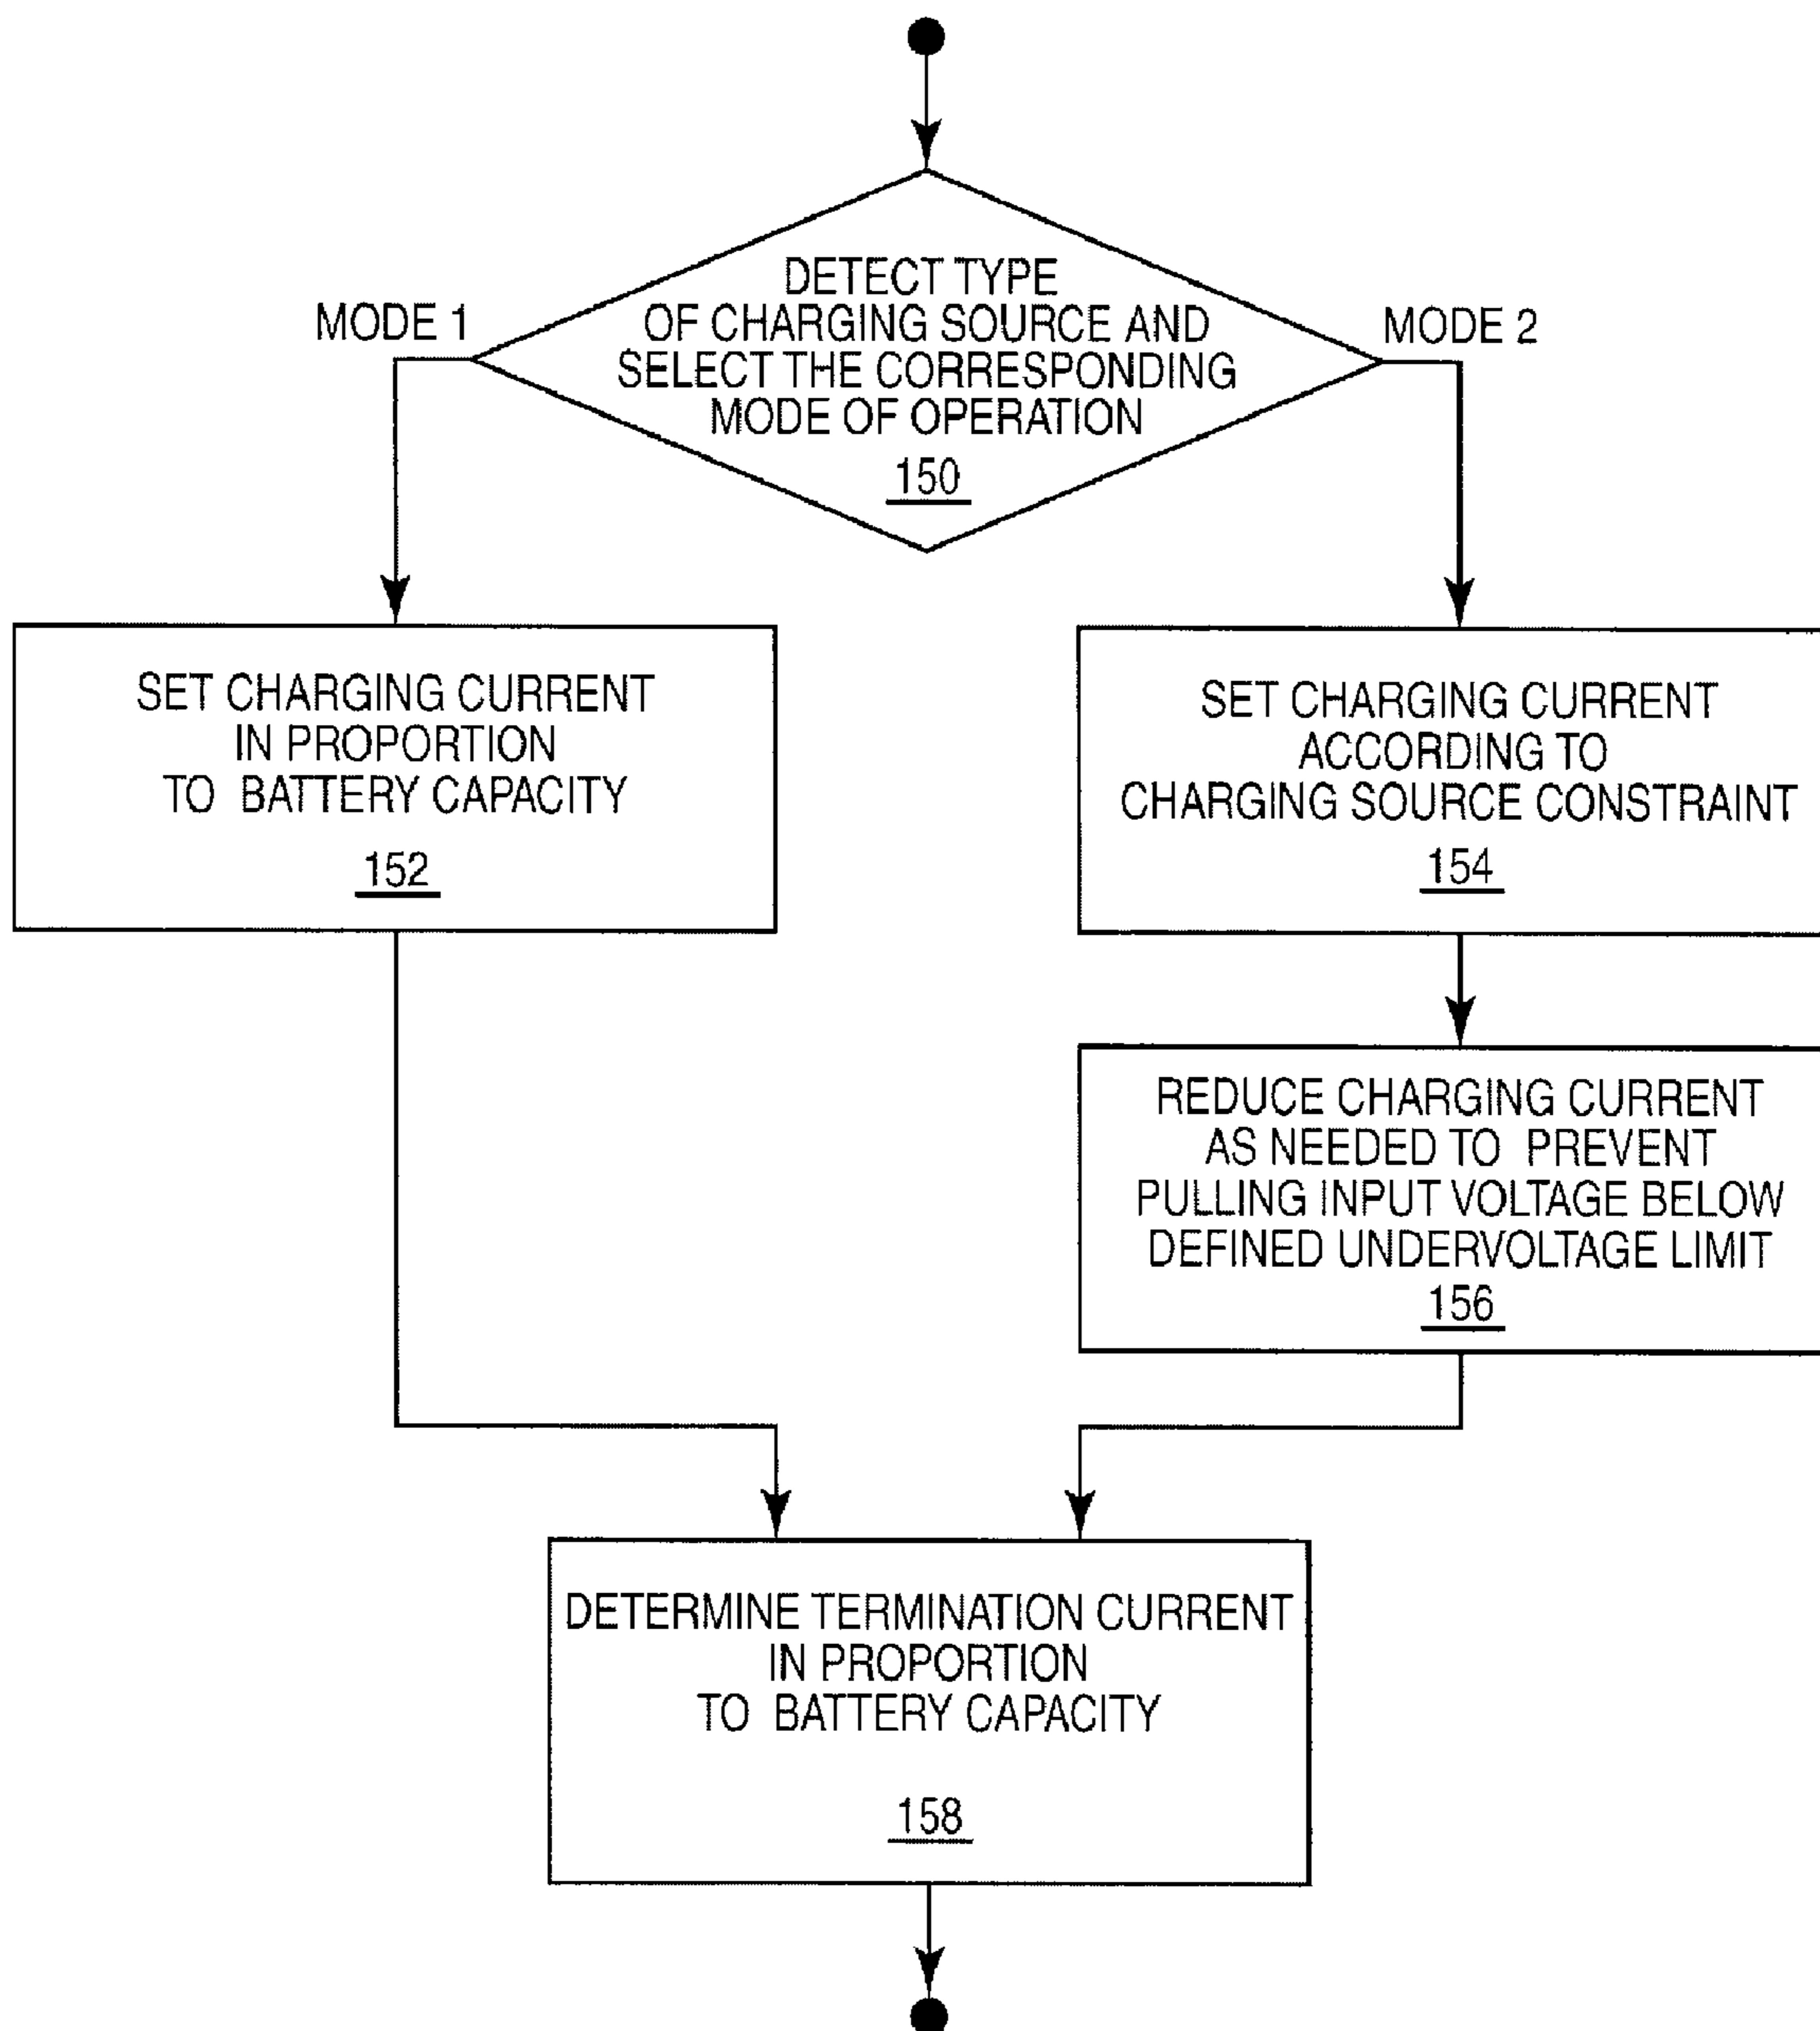 DETECT TYPE
OF CHARGING SOURCE AND
SELECT THE CORRESPONDING
MODE OF OPERATION
150
MODE 1
MODE 2
SET CHARGING CURRENT
IN PROPORTION
TO BATTERY CAPACITY
152
SET CHARGING CURRENT
ACCORDING TO
CHARGING SOURCE CONSTRAINT
154
REDUCE CHARGING CURRENT
AS NEEDED TO PREVENT
PULLING INPUT VOLTAGE BELOW
DEFINED UNDERVOLTAGE LIMIT
156
DETERMINE TERMINATION CURRENT
IN PROPORTION
TO BATTERY CAPACITY
158